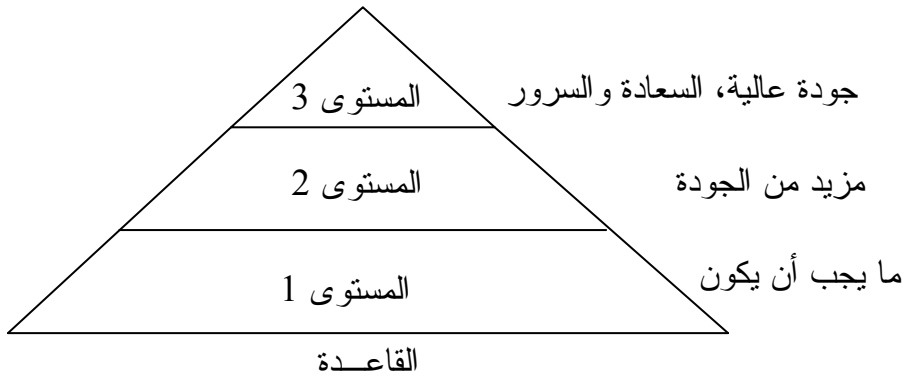 جودة عالية، السعادة والسرور
المستوى 3
مزيد من الجودة
المستوى 2
ما يجب أن يكون
المستوى 1
القاعــدة